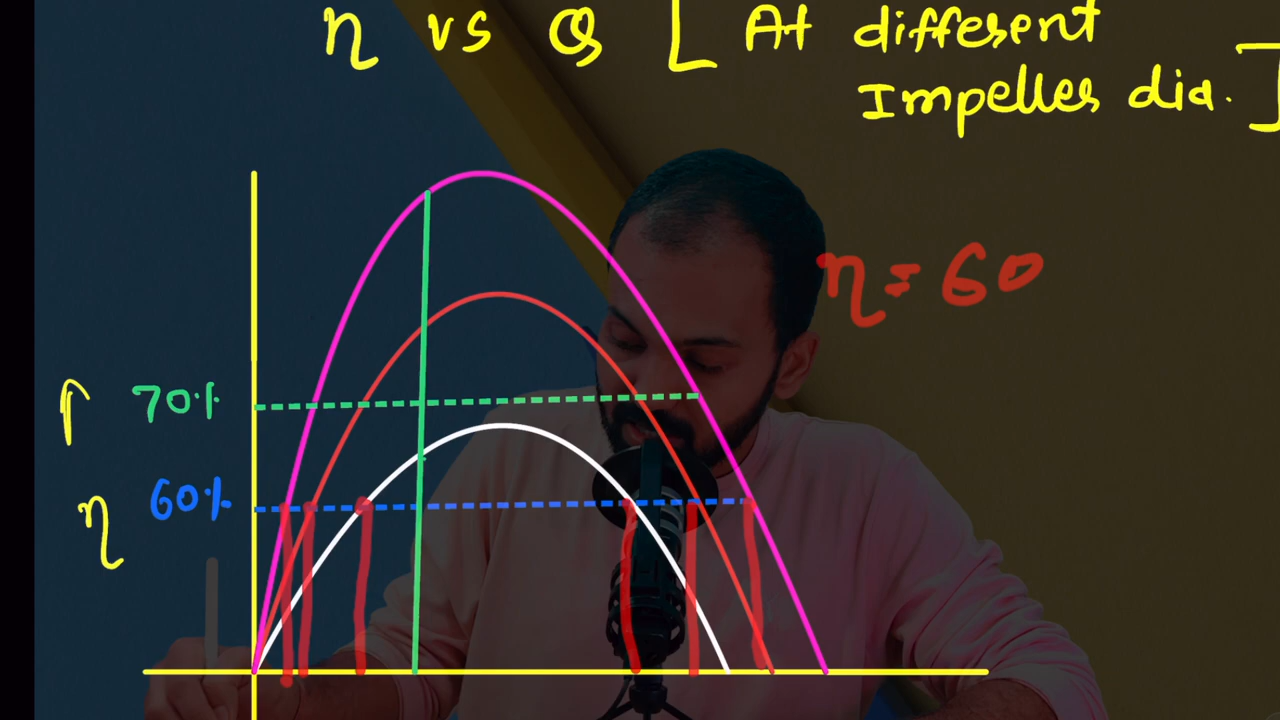 η vs Q [ At different
Impeller dia. ]
η = 60
↑ 70%
60%
η